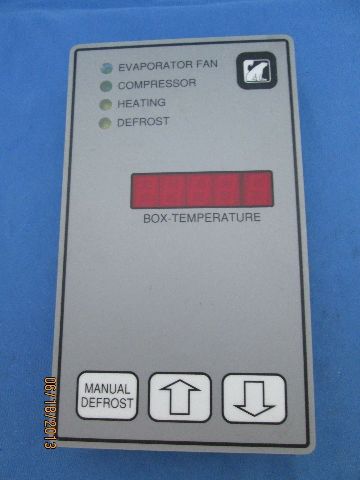 EVAPORATOR FAN
COMPRESSOR
HEATING
DEFROST
BOX-TEMPERATURE
MANUAL
DEFROST
06/18/2013